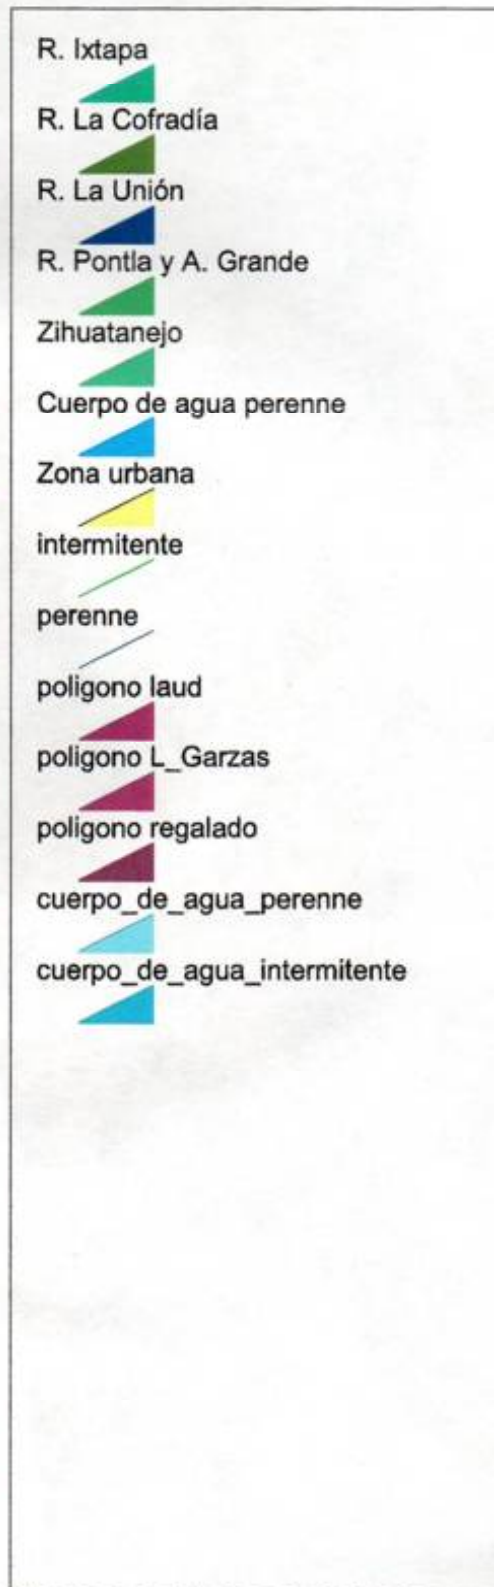 R. Ixtapa
R. La Cofradía
R. La Unión
R. Pontla y A. Grande
Zihuatanejo
Cuerpo de agua perenne
Zona urbana
intermitente
perenne
poligono laud
poligono L_Garzas
poligono regalado
cuerpo_de_agua_perenne
cuerpo_de_agua_intermitente